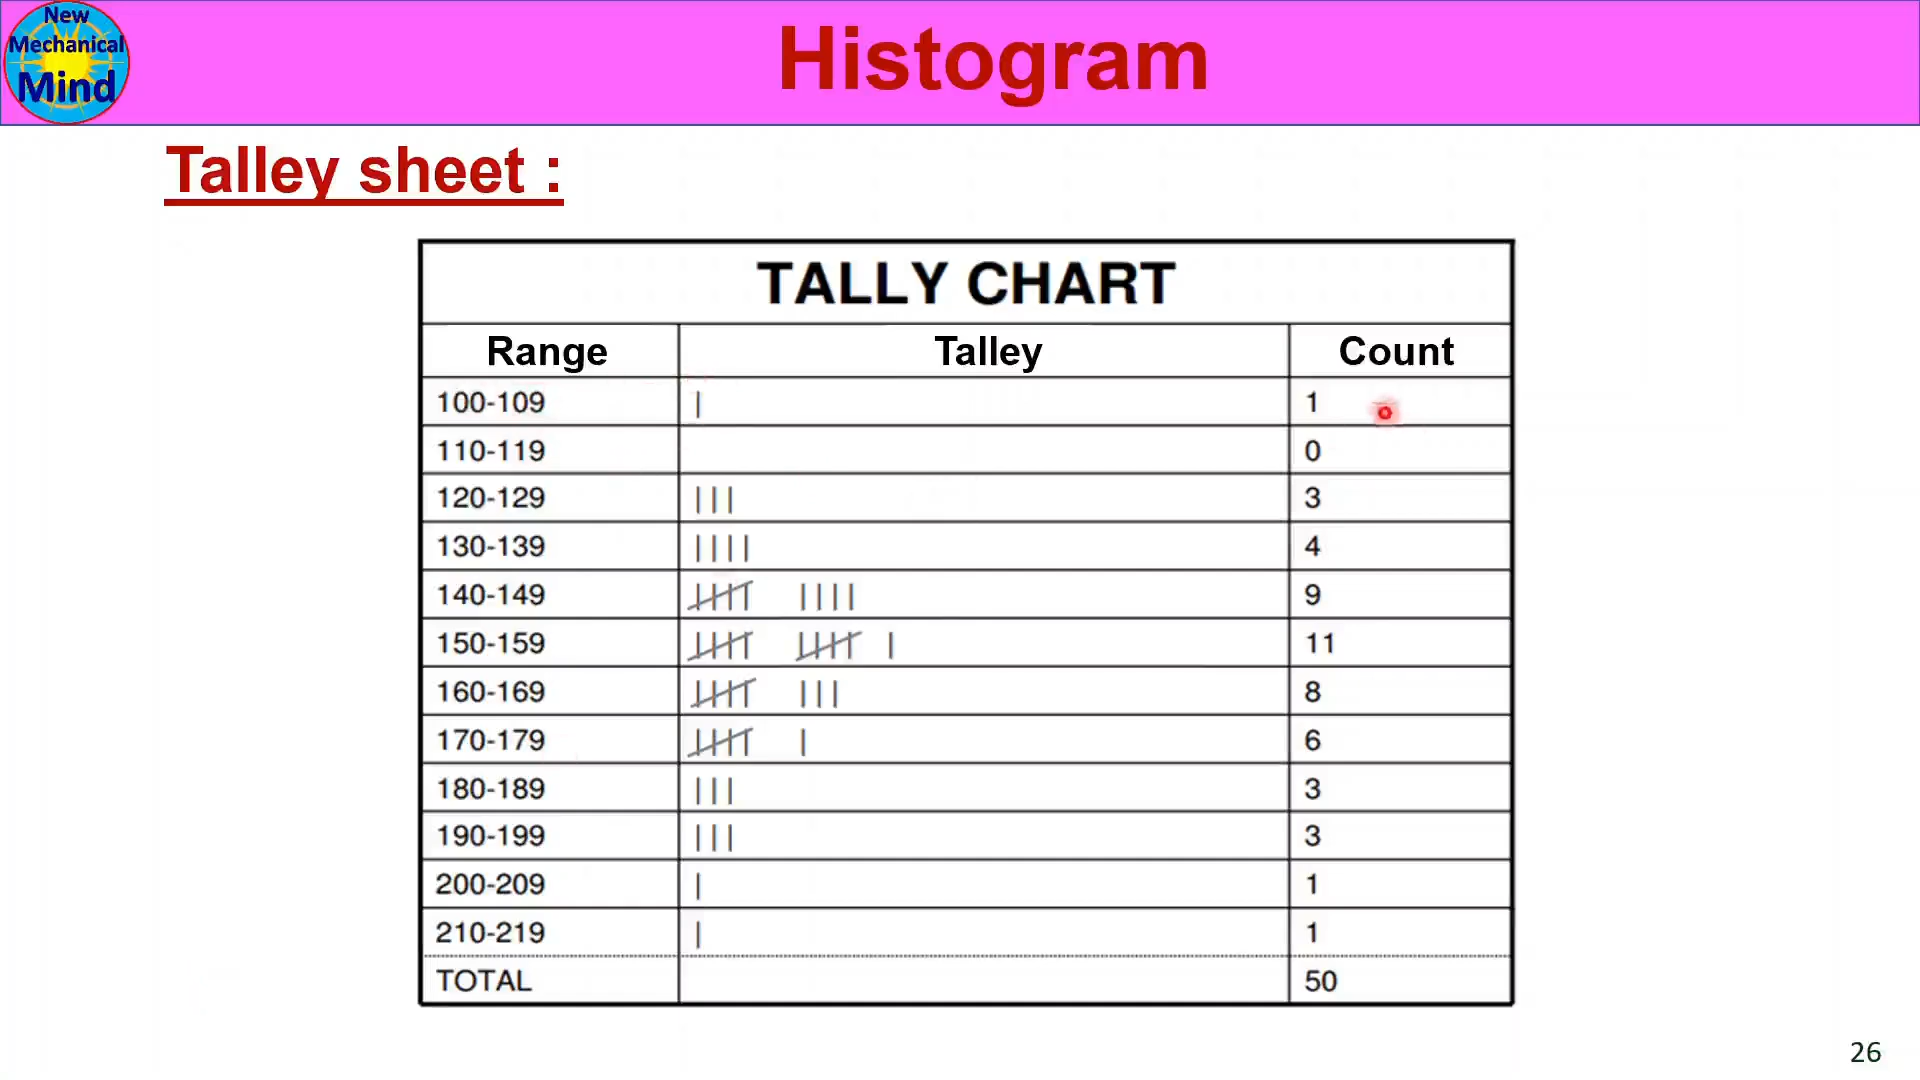 New
Mechanical
Mind
Histogram
Talley sheet :
TALLY CHART
Range Talley Count
100-109 | 1
110-119 0
120-129 ||| 3
130-139 |||| 4
140-149 |||| |||| 9
150-159 |||| |||| | 11
160-169 |||| ||| 8
170-179 |||| | 6
180-189 ||| 3
190-199 ||| 3
200-209 | 1
210-219 | 1
TOTAL 50
26